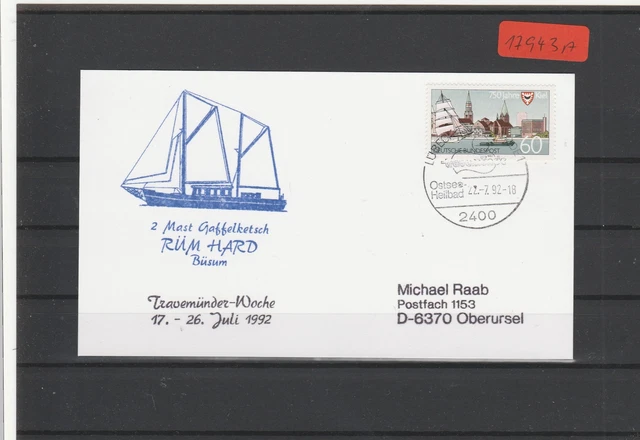 17943A
60
DEUTSCHE BUNDESPOST
Ostsee-
Heilbad
27.-7.92-18
2400
2 Mast Gaffelketsch
RÜM HARD
Büsum
Travemünder-Woche
17. - 26. Juli 1992
Michael Raab
Postfach 1153
D-6370 Oberursel